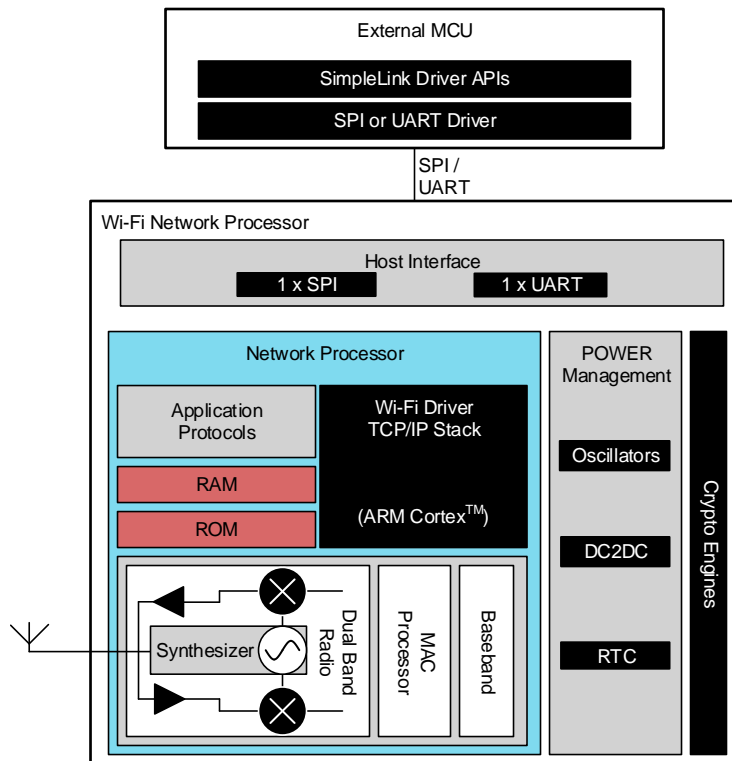 External MCU
SimpleLink Driver APIs
SPI or UART Driver
SPI /
UART
Wi-Fi Network Processor
Host Interface
1 x SPI
1 x UART
Network Processor
Application
Protocols
Wi-Fi Driver
TCP/IP Stack
(ARM Cortex™)
RAM
ROM
Synthesizer
Dual Band
Radio
MAC
Processor
Baseband
POWER
Management
Oscillators
DC2DC
RTC
Crypto Engines